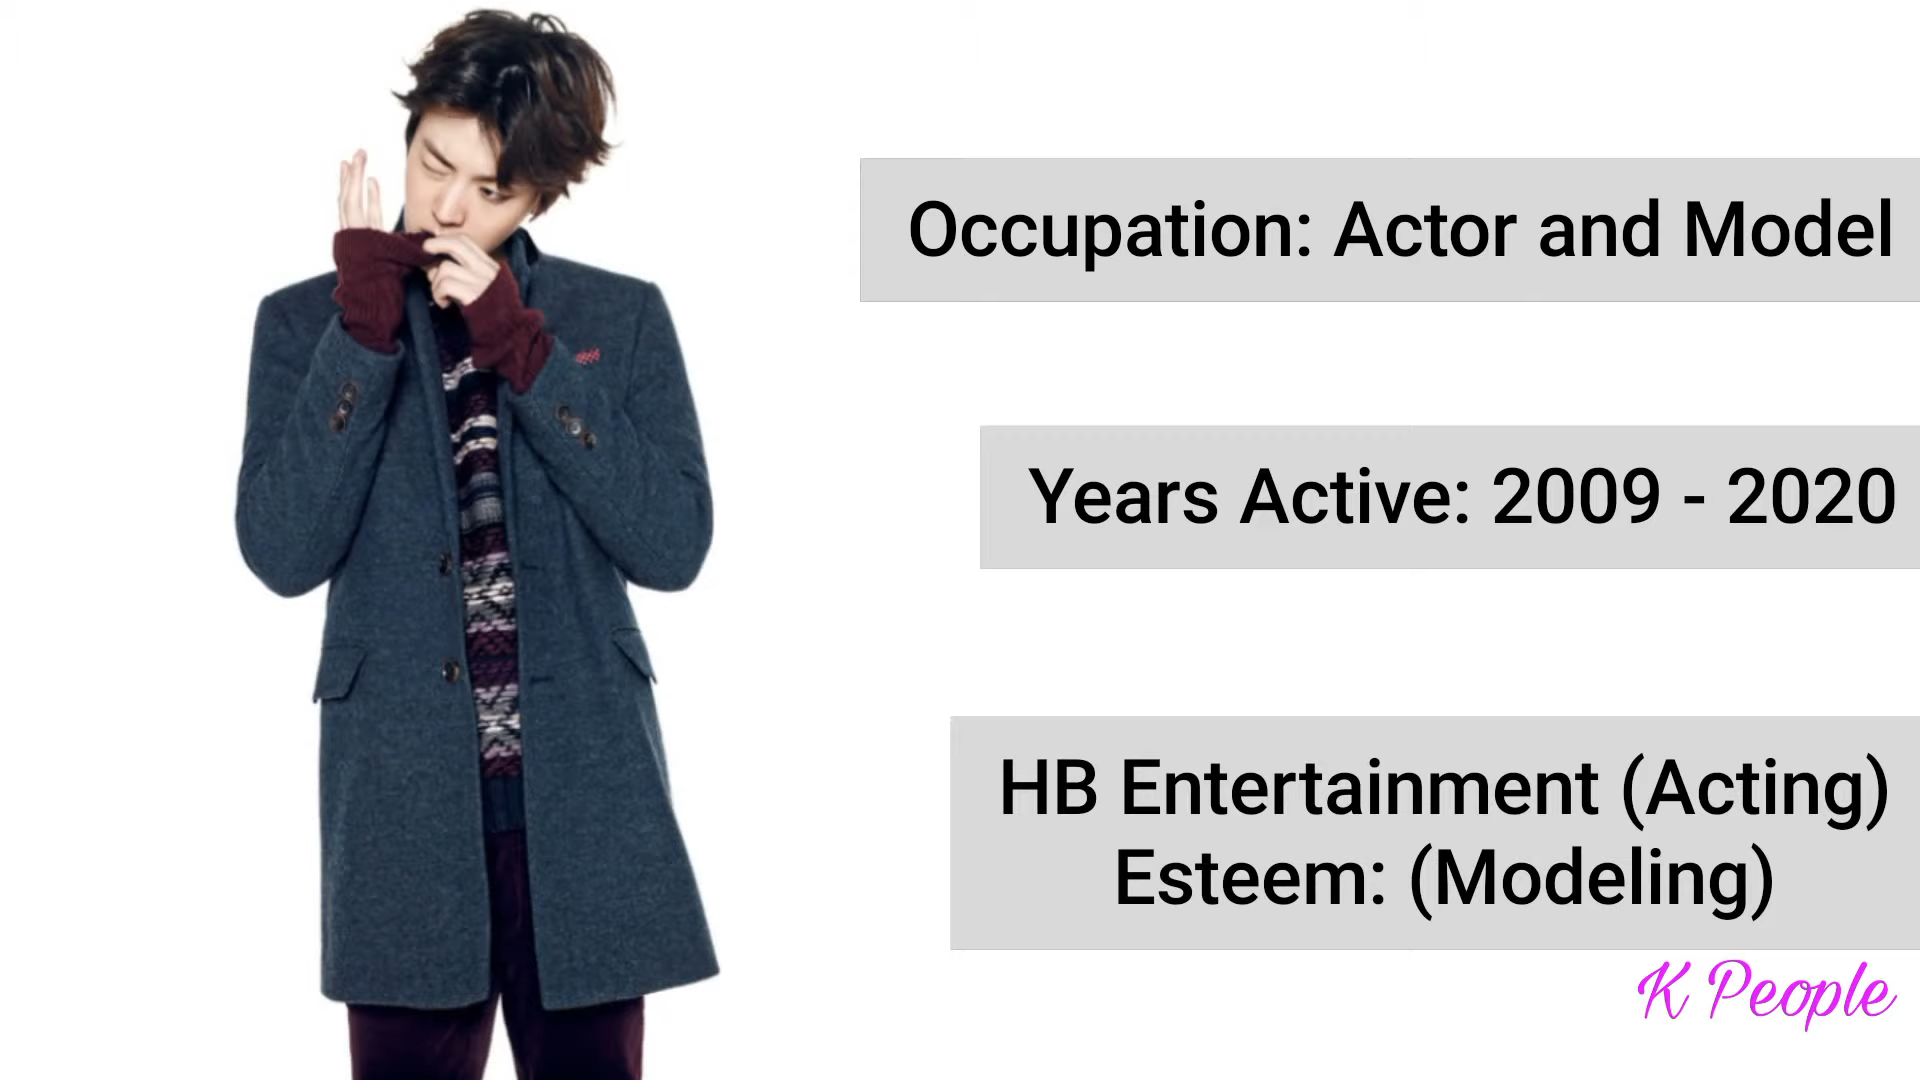 Occupation: Actor and Model
Years Active: 2009 - 2020
HB Entertainment (Acting)
Esteem: (Modeling)
K People